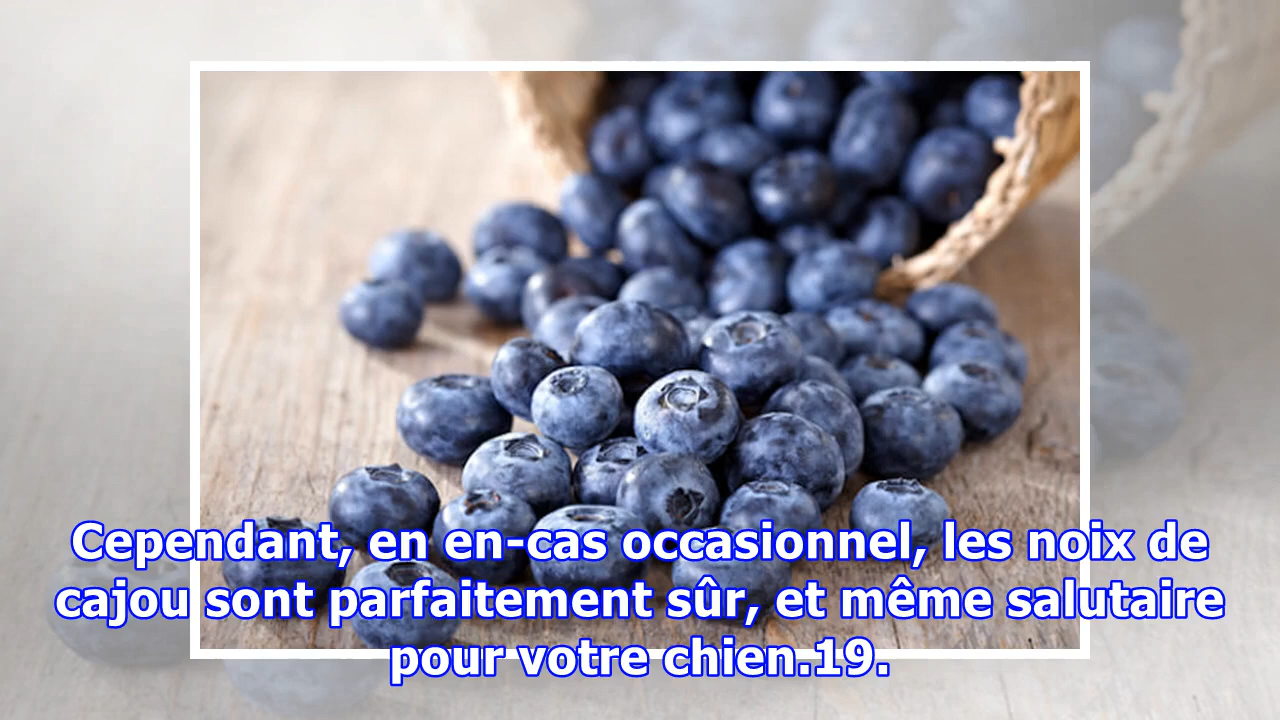 Cependant, en en-cas occasionnel, les noix de
cajou sont parfaitement sûr, et même salutaire
pour votre chien.19.